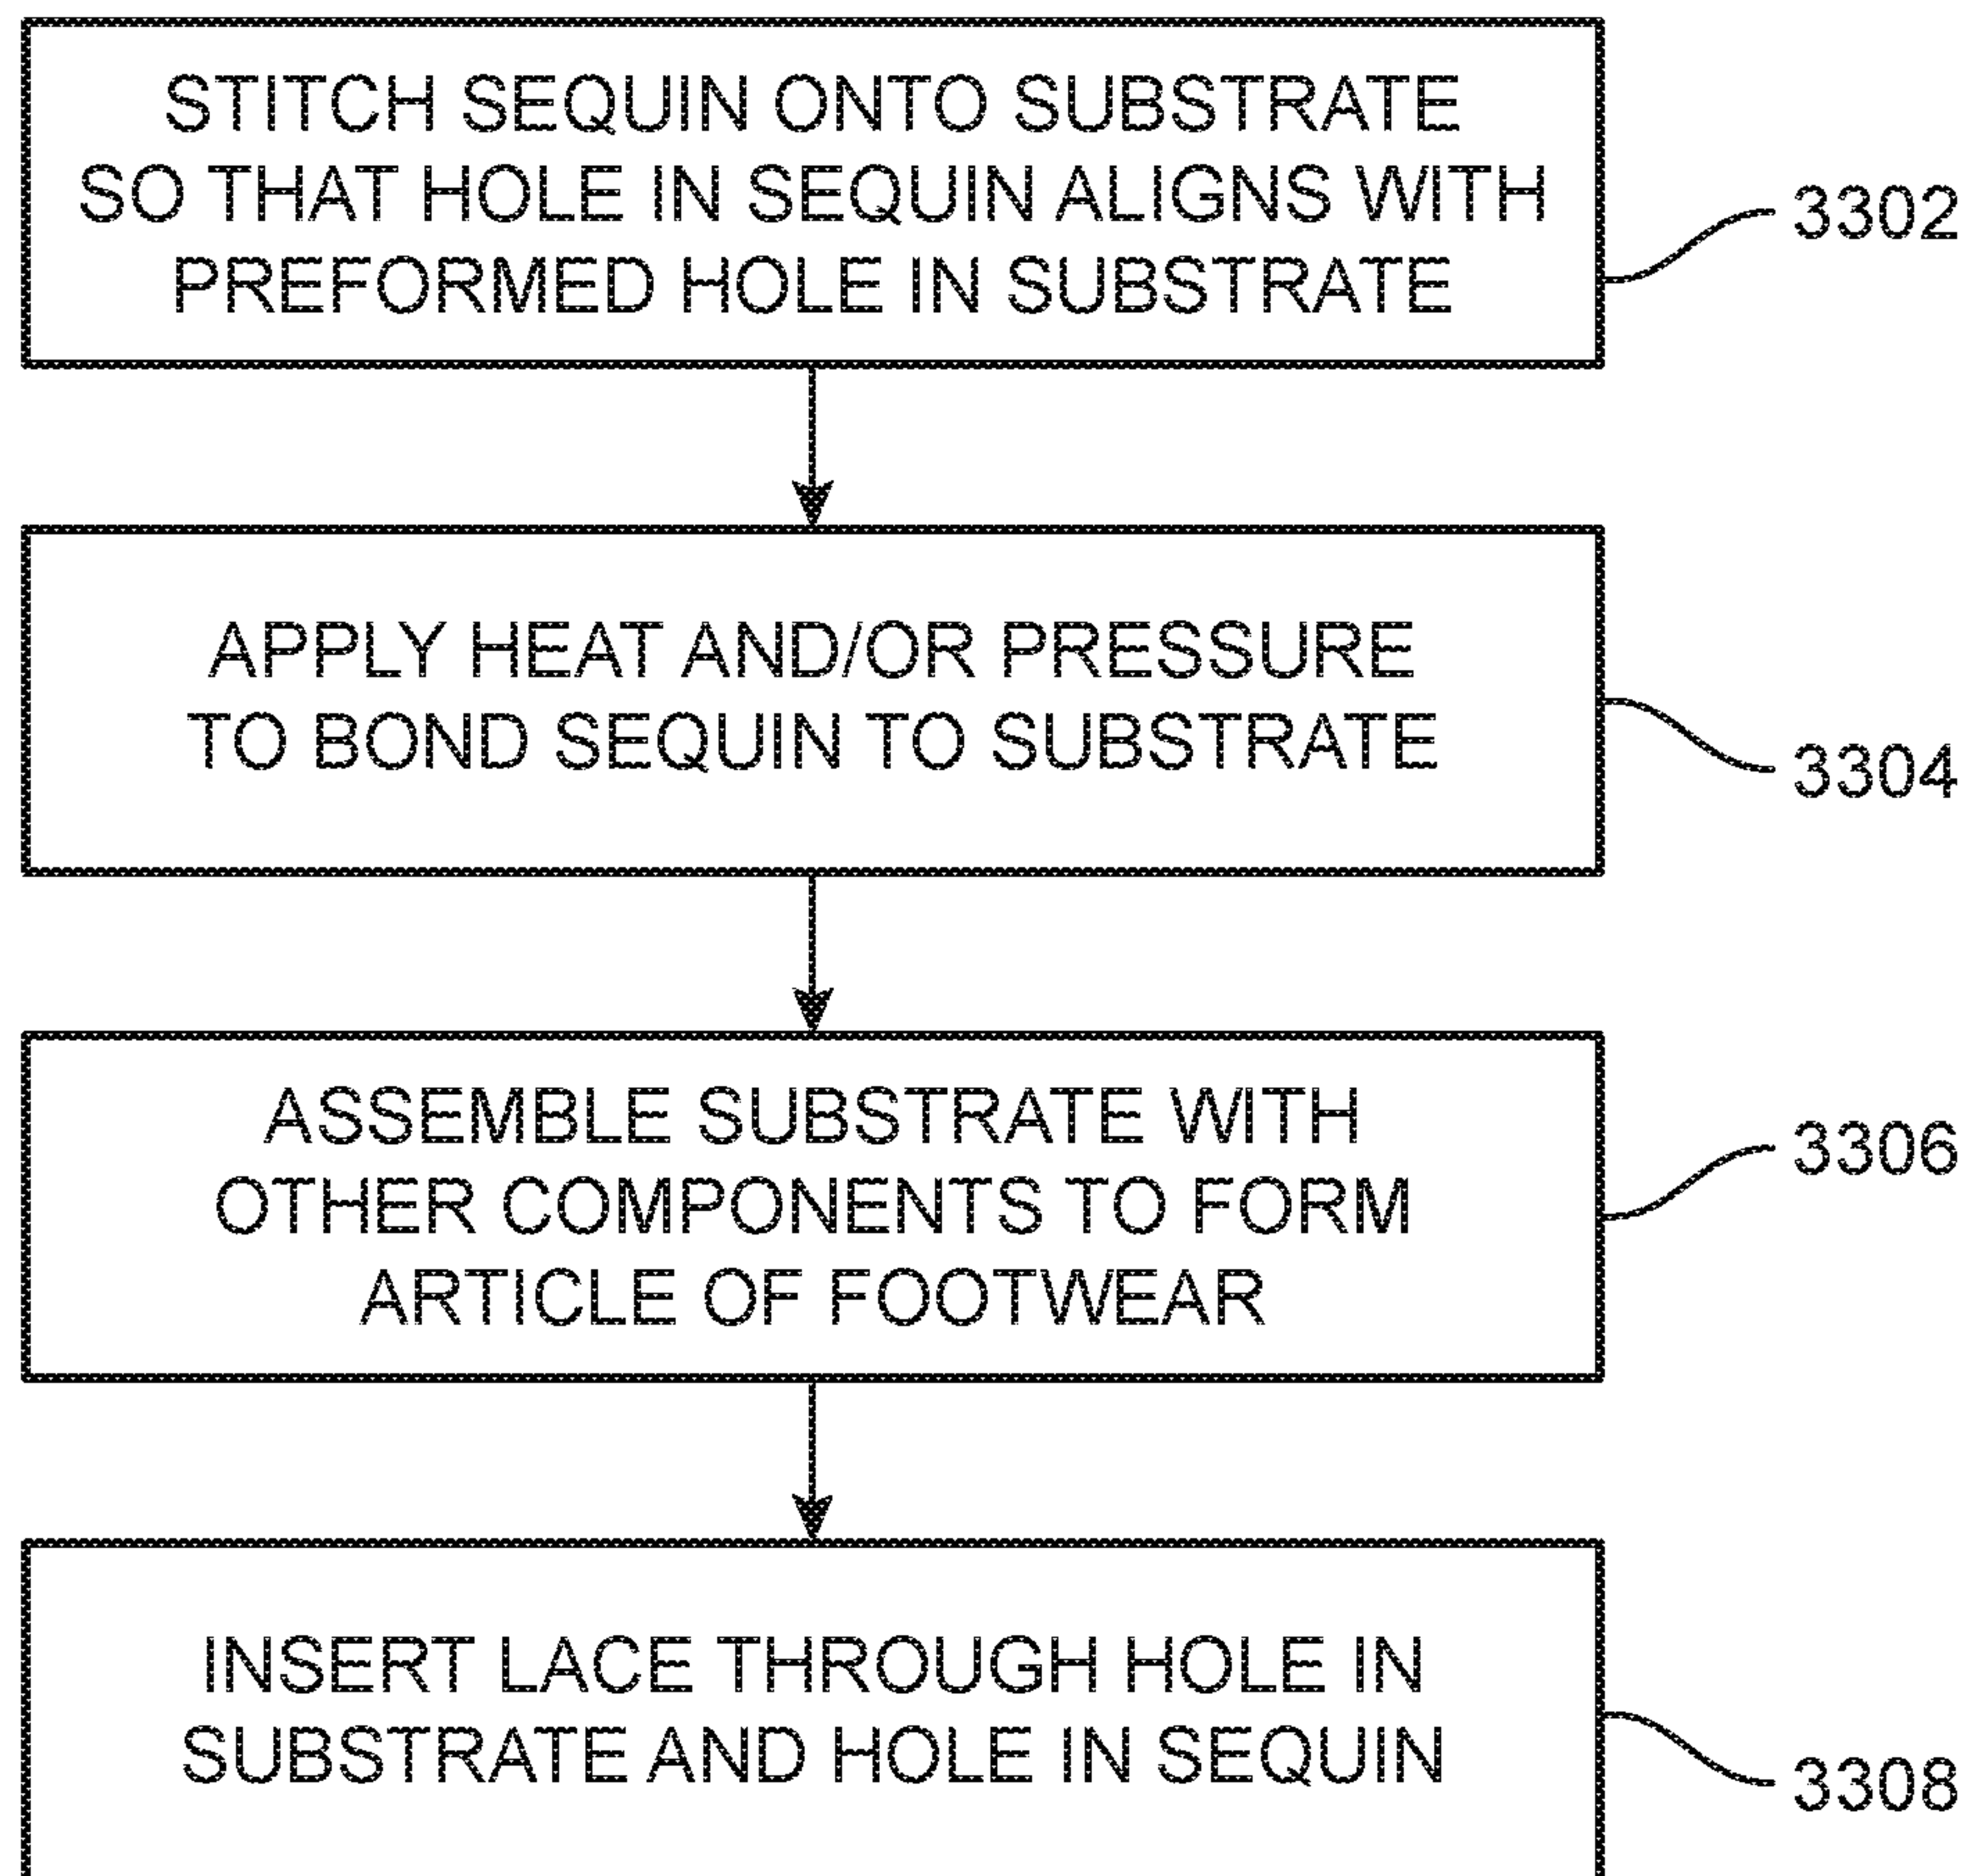 STITCH SEQUIN ONTO SUBSTRATE
SO THAT HOLE IN SEQUIN ALIGNS WITH
PREFORMED HOLE IN SUBSTRATE
3302
APPLY HEAT AND/OR PRESSURE
TO BOND SEQUIN TO SUBSTRATE
3304
ASSEMBLE SUBSTRATE WITH
OTHER COMPONENTS TO FORM
ARTICLE OF FOOTWEAR
3306
INSERT LACE THROUGH HOLE IN
SUBSTRATE AND HOLE IN SEQUIN
3308